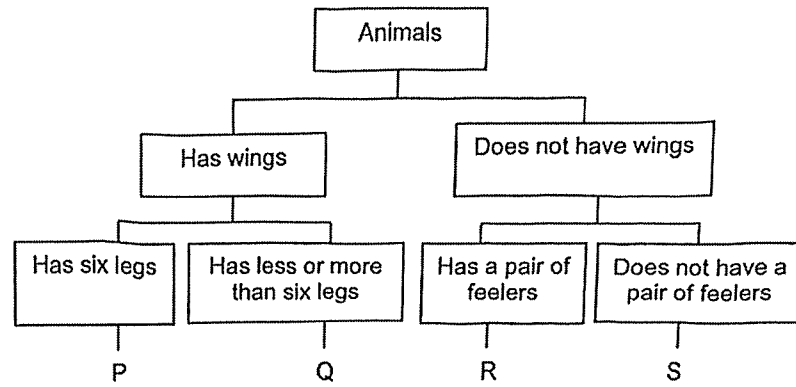 Animals
Has wings
Does not have wings
Has six legs
Has less or more
than six legs
Has a pair of
feelers
Does not have a
pair of feelers
P
Q
R
S